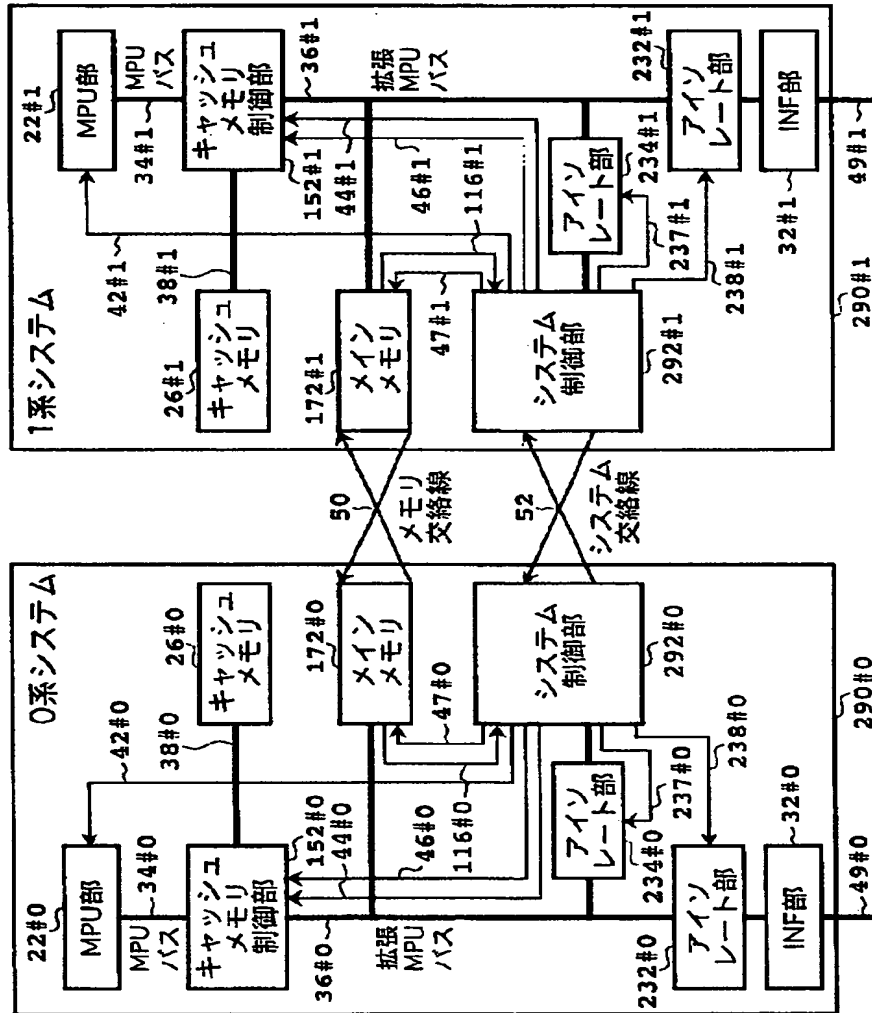 0系システム
22#0
MPU部
42#0
34#0
MPU
バス
38#0
26#0
キャッシュ
メモリ
キャッシュ
メモリ
制御部
152#0
44#0
36#0
46#0
拡張
MPU
バス
116#0
172#0
メイン
メモリ
47#0
システム
制御部
292#0
アイソ
レート部
234#0
237#0
238#0
232#0
アイソ
レート部
INF部
32#0
49#0
290#0
50
メモリ
交絡線
52
システム
交絡線
1系システム
22#1
MPU部
42#1
34#1
MPU
バス
38#1
26#1
キャッシュ
メモリ
キャッシュ
メモリ
制御部
152#1
44#1
36#1
46#1
拡張
MPU
バス
116#1
172#1
メイン
メモリ
47#1
システム
制御部
292#1
アイソ
レート部
234#1
237#1
238#1
232#1
アイソ
レート部
INF部
32#1
49#1
290#1